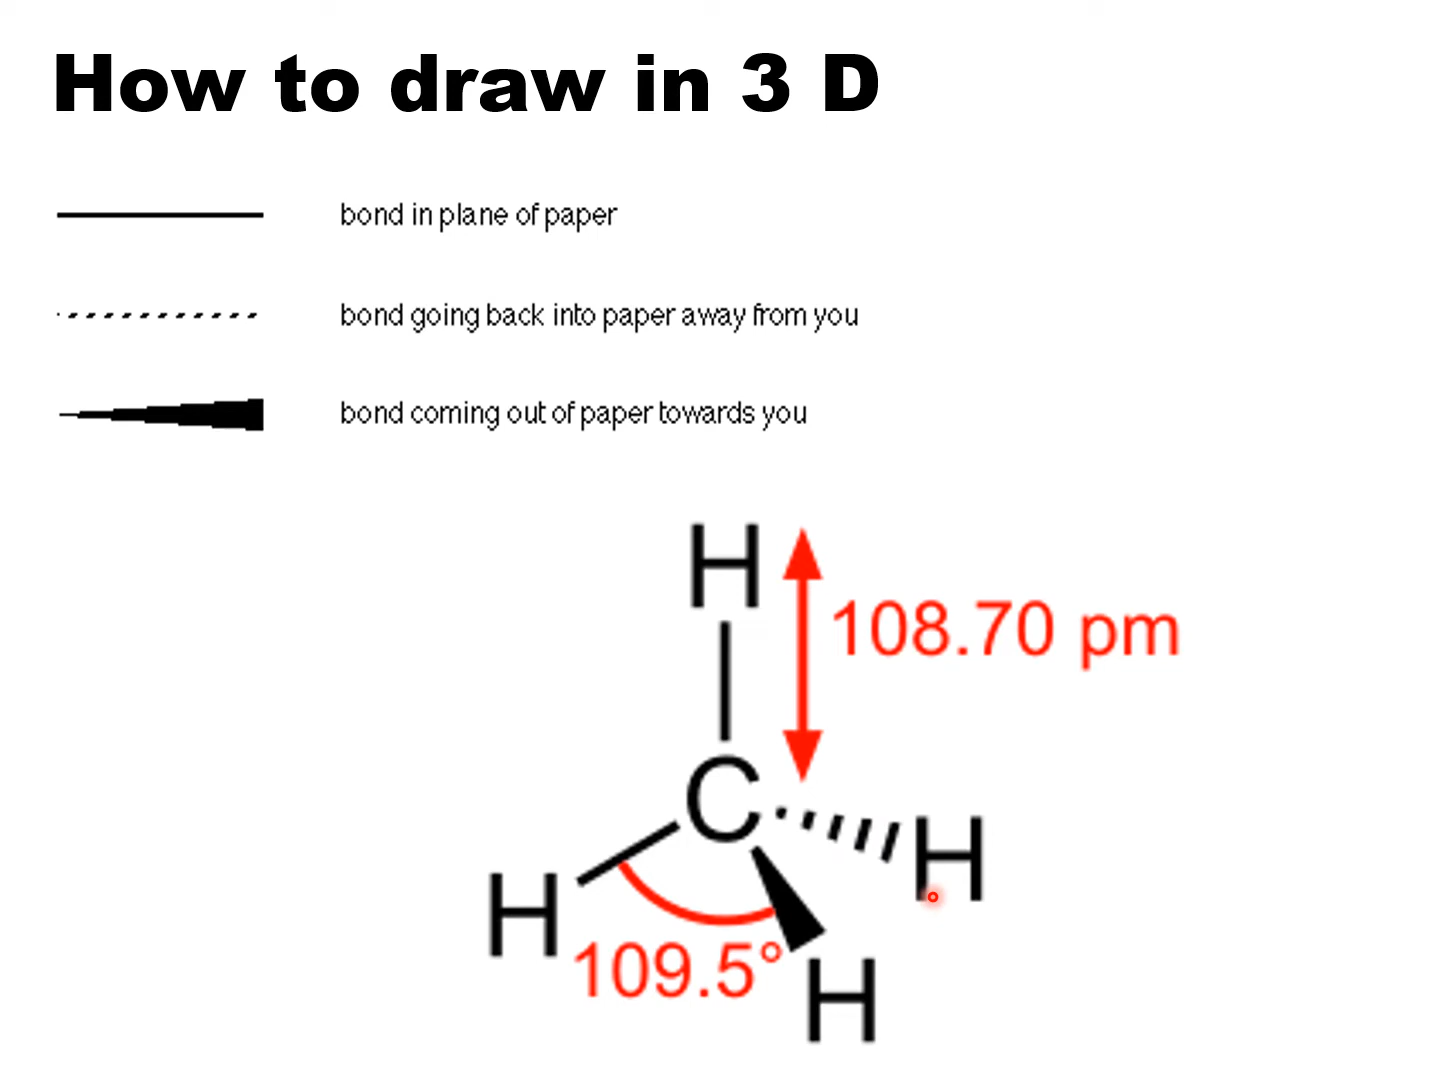 How to draw in 3 D
bond in plane of paper
bond going back into paper away from you
bond coming out of paper towards you
H
108.70 pm
C
H
H
109.5°
H